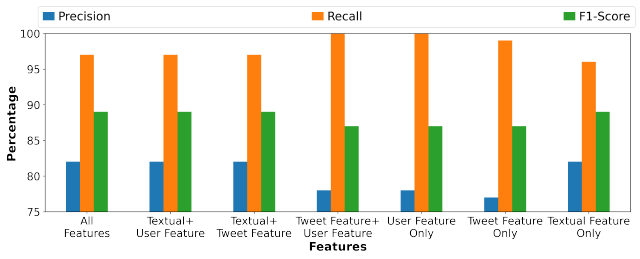 Precision Recall F1-Score
100
95
90
85
80
75
Percentage
All Textual+ Textual+ Tweet Feature+ User Feature Tweet Feature Textual Feature
Features User Feature Tweet Feature User Feature Only Only Only
Features